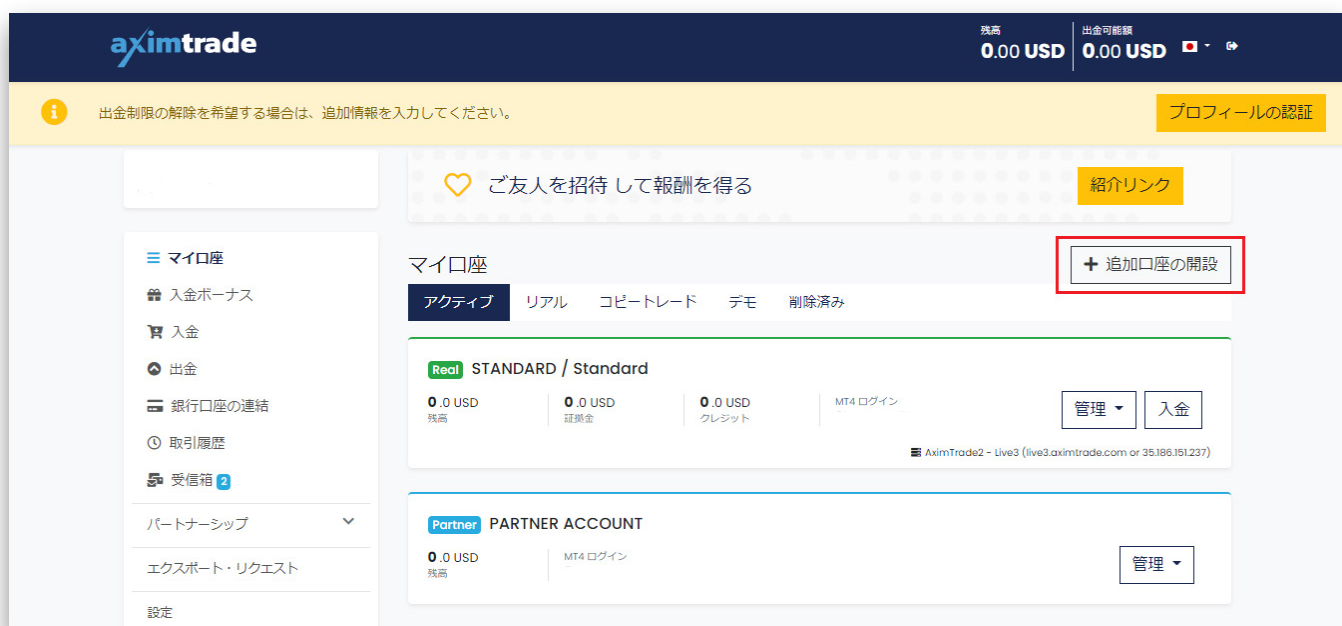 aximtrade
残高
0.00 USD
出金可能額
0.00 USD
出金制限の解除を希望する場合は、追加情報を入力してください。
プロフィールの認証
ご友人を招待 して報酬を得る
紹介リンク
マイ口座
入金ボーナス
入金
出金
銀行口座の連結
取引履歴
受信箱 2
パートナーシップ
エクスポート・リクエスト
設定
マイ口座
+ 追加口座の開設
アクティブ リアル コピートレード デモ 削除済み
Real STANDARD / Standard
0 .0 USD
残高
0 .0 USD
証拠金
0 .0 USD
クレジット
MT4 ログイン
管理
入金
AximTrade2 - Live3 (live3.aximtrade.com or 35.186.151.237)
Partner PARTNER ACCOUNT
0 .0 USD
残高
MT4 ログイン
管理